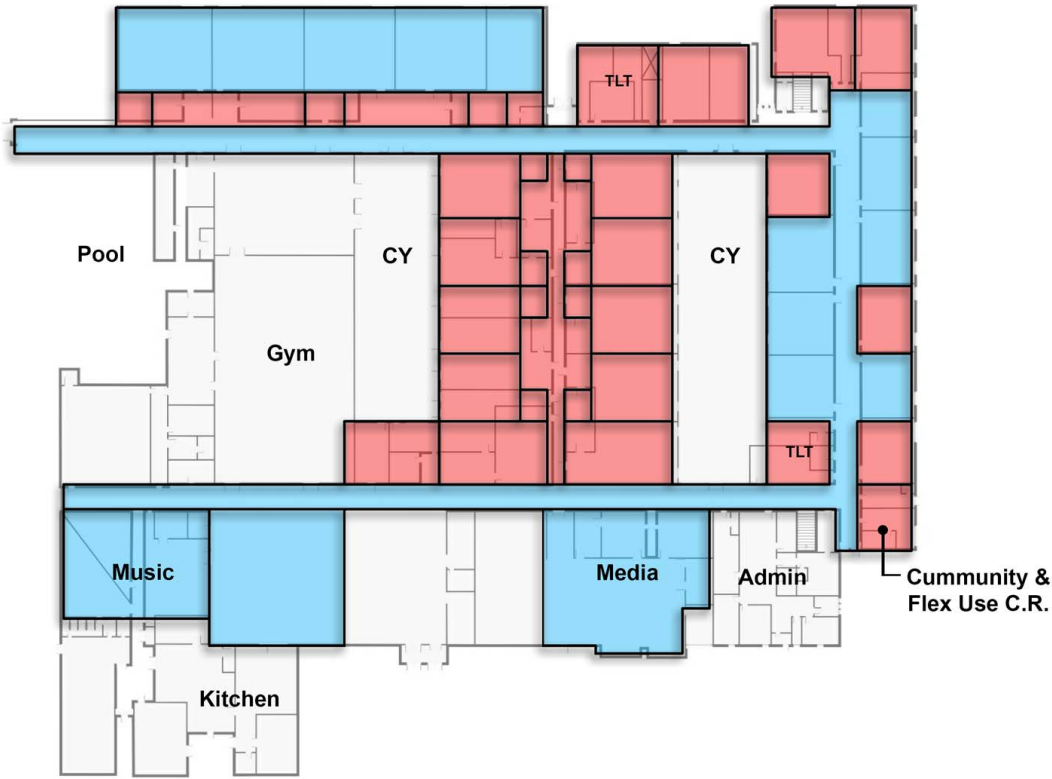 TLT
Pool
CY
CY
Gym
TLT
Music
Media
Admin
Cummunity &
Flex Use C.R.
Kitchen